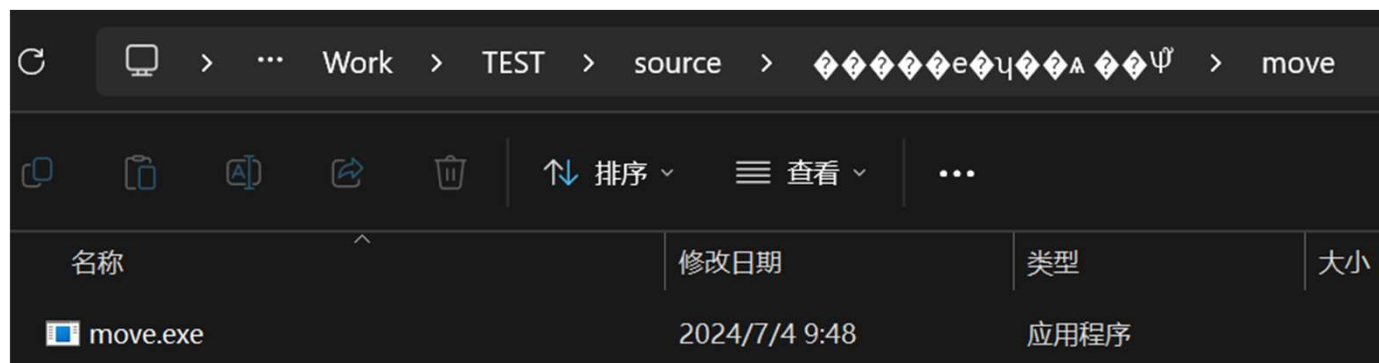 … Work > TEST > source > �����e�ɥ��ѧ ��Ѱ > move
排序 查看 …
名称 修改日期 类型 大小
move.exe 2024/7/4 9:48 应用程序